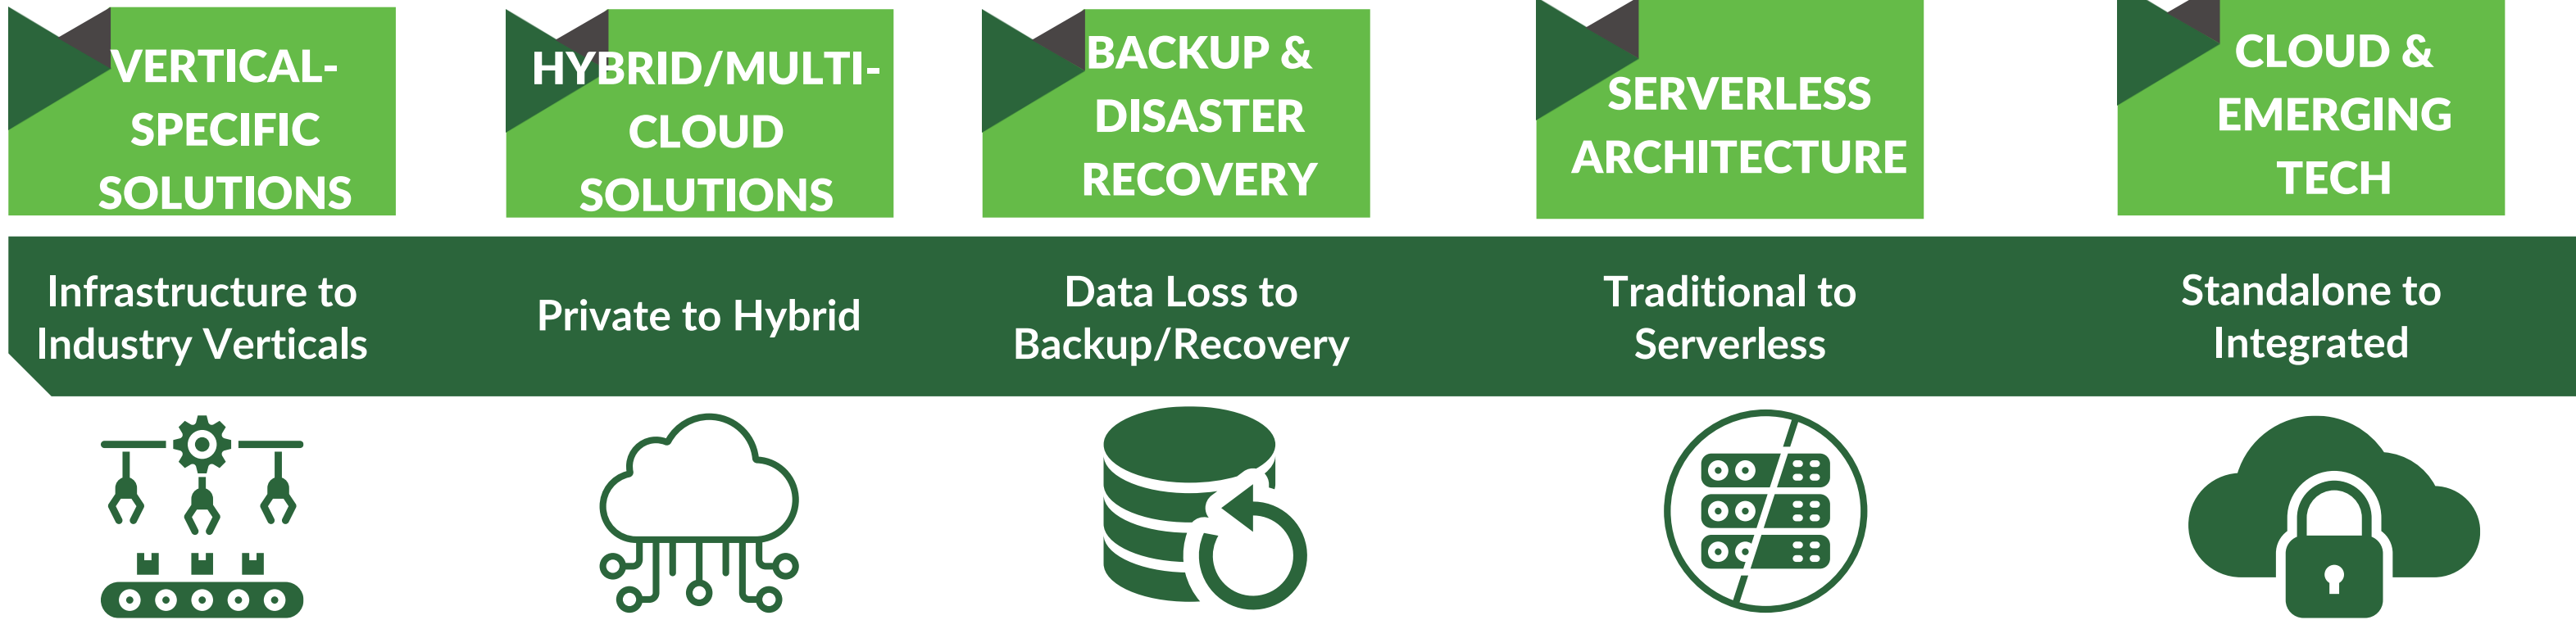 VERTICAL-
SPECIFIC
SOLUTIONS
HYBRID/MULTI-
CLOUD
SOLUTIONS
BACKUP &
DISASTER
RECOVERY
SERVERLESS
ARCHITECTURE
CLOUD &
EMERGING
TECH
Infrastructure to
Industry Verticals
Private to Hybrid
Data Loss to
Backup/Recovery
Traditional to
Serverless
Standalone to
Integrated